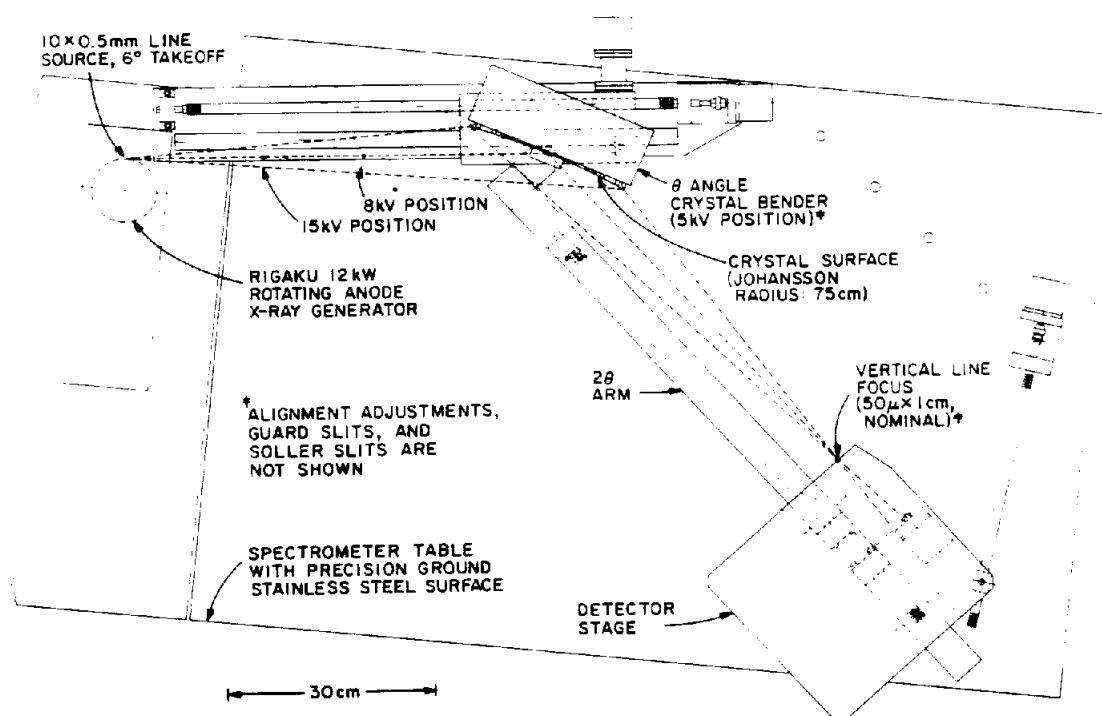 10×0.5mm LINE
SOURCE, 6° TAKEOFF
8kV POSITION
15kV POSITION
θ ANGLE
CRYSTAL BENDER
(5kV POSITION)*
CRYSTAL SURFACE
(JOHANSSON
RADIUS: 75cm)
RIGAKU 12kW
ROTATING ANODE
X-RAY GENERATOR
2θ
ARM
VERTICAL LINE
FOCUS
(50μ×1cm,
NOMINAL)*
*ALIGNMENT ADJUSTMENTS,
GUARD SLITS, AND
SOLLER SLITS ARE
NOT SHOWN
SPECTROMETER TABLE
WITH PRECISION GROUND
STAINLESS STEEL SURFACE
DETECTOR
STAGE
30cm